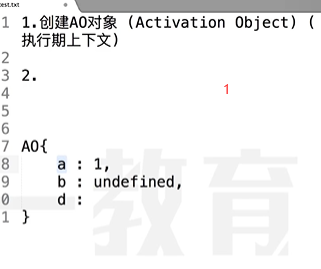 test.txt
1 1.创建AO对象 (Activation Object) (
执行期上下文)
2
3 2.
4
1
5
6
7 AO{
8 a : 1,
9 b : undefined,
0 d :
1 }
教育